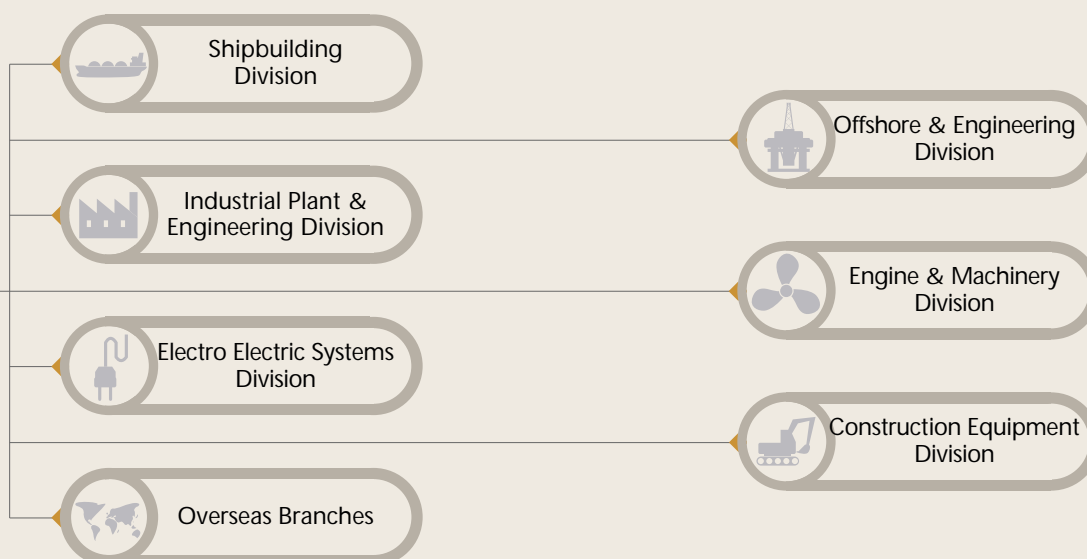 Shipbuilding
Division
Offshore & Engineering
Division
Industrial Plant &
Engineering Division
Engine & Machinery
Division
Electro Electric Systems
Division
Construction Equipment
Division
Overseas Branches